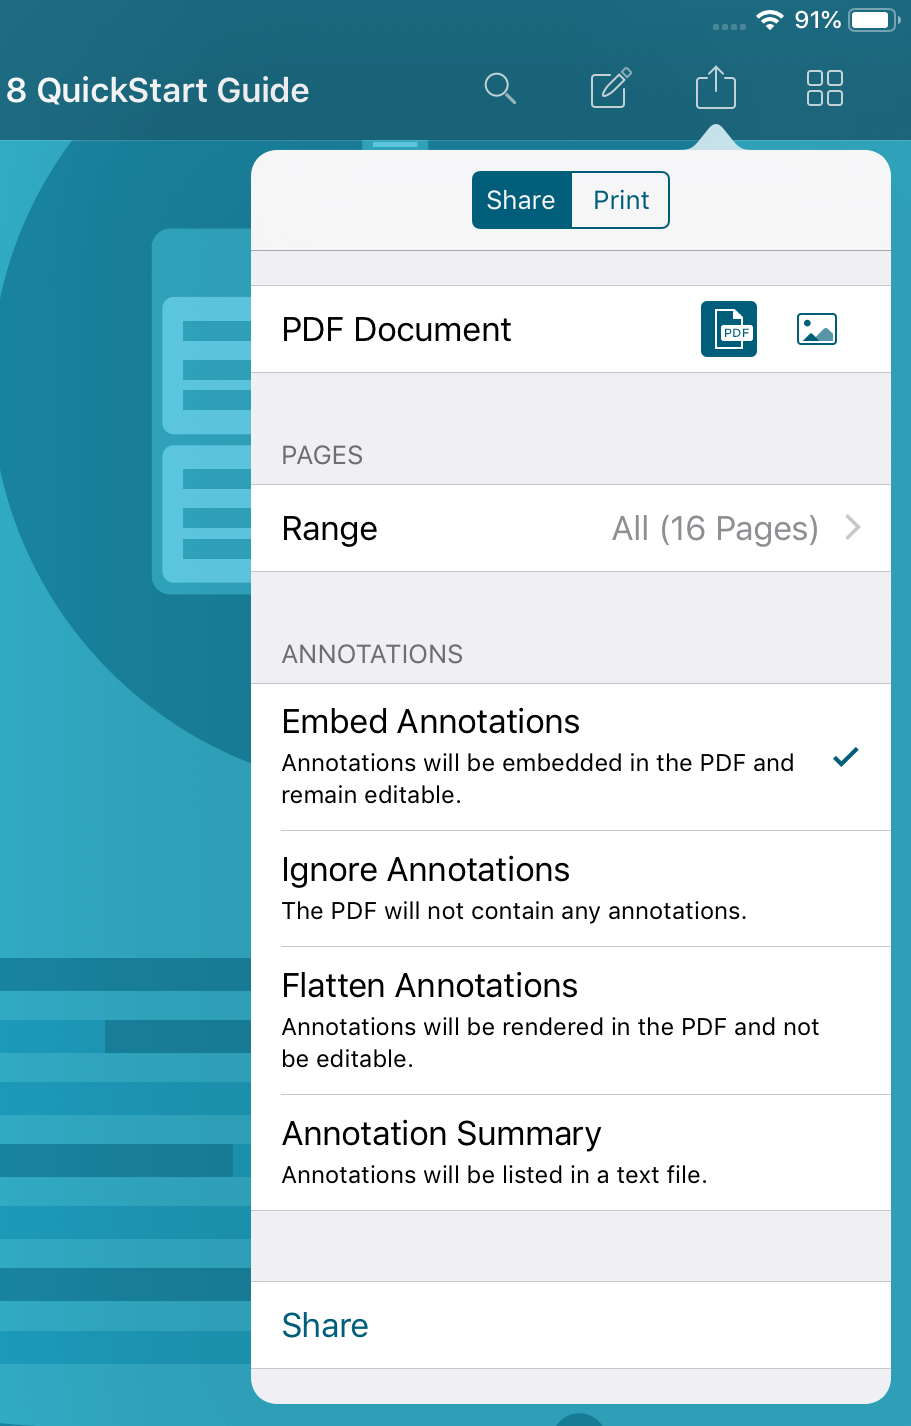 91%
8 QuickStart Guide
Share Print
PDF Document PDF
PAGES
Range All (16 Pages)
ANNOTATIONS
Embed Annotations
Annotations will be embedded in the PDF and
remain editable.
Ignore Annotations
The PDF will not contain any annotations.
Flatten Annotations
Annotations will be rendered in the PDF and not
be editable.
Annotation Summary
Annotations will be listed in a text file.
Share